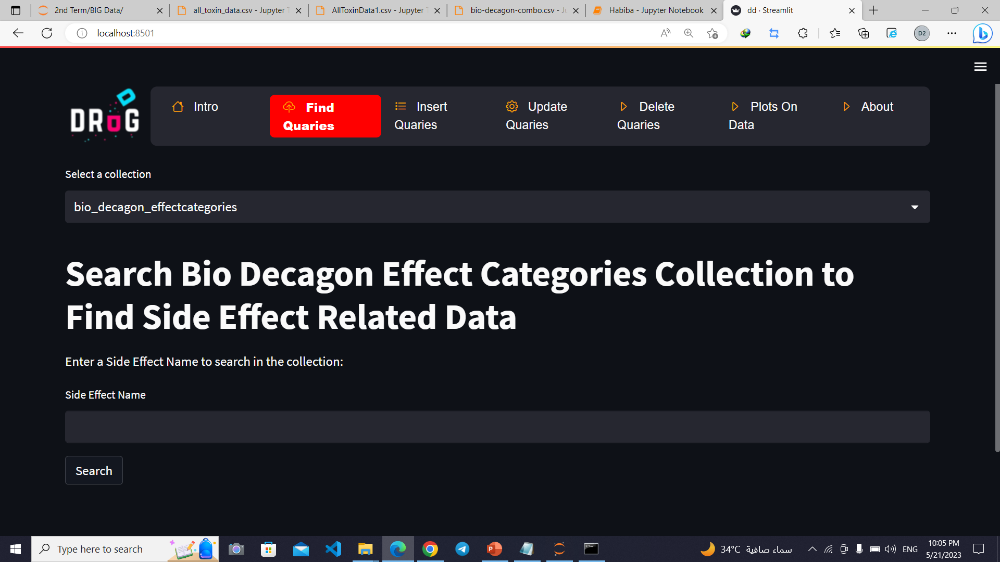 2nd Term/BIG Data/
all_toxin_data.csv - Jupyter T
AllToxinData1.csv - Jupyter T
bio-decagon-combo.csv - Ju
Habiba - Jupyter Notebook
dd · Streamlit
localhost:8501
D2
DRUG
Intro
Find
Quaries
Insert
Quaries
Update
Quaries
Delete
Quaries
Plots On
Data
About
Select a collection
bio_decagon_effectcategories
Search Bio Decagon Effect Categories Collection to
Find Side Effect Related Data
Enter a Side Effect Name to search in the collection:
Side Effect Name
Search
Type here to search
34°C سماء صافية
ENG
10:05 PM
5/21/2023